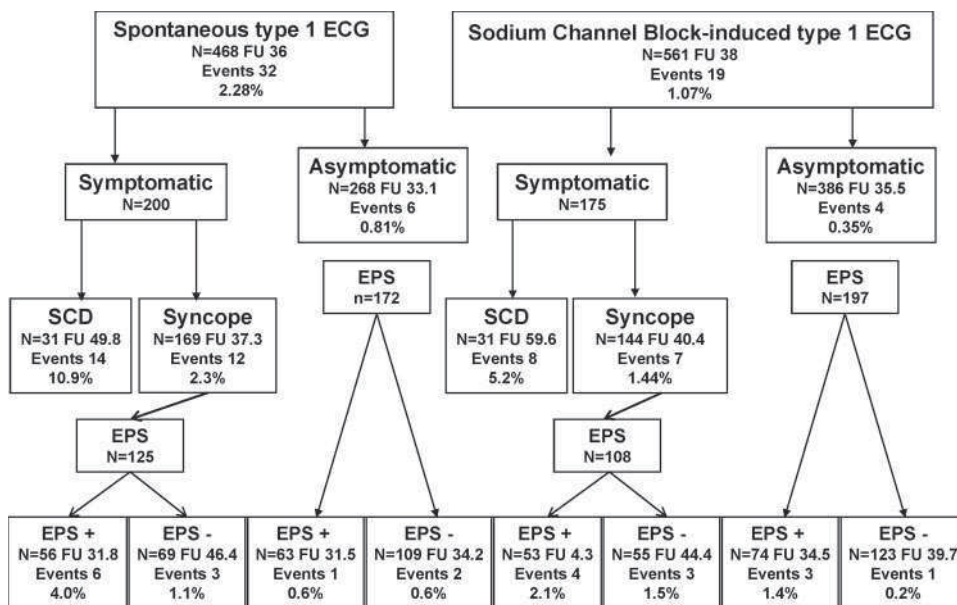 Spontaneous type 1 ECG
N=468 FU 36
Events 32
2.28%
Sodium Channel Block-induced type 1 ECG
N=561 FU 38
Events 19
1.07%
Symptomatic
N=200
Asymptomatic
N=268 FU 33.1
Events 6
0.81%
Symptomatic
N=175
Asymptomatic
N=386 FU 35.5
Events 4
0.35%
SCD
N=31 FU 49.8
Events 14
10.9%
Syncope
N=169 FU 37.3
Events 12
2.3%
EPS
n=172
SCD
N=31 FU 59.6
Events 8
5.2%
Syncope
N=144 FU 40.4
Events 7
1.44%
EPS
N=197
EPS
N=125
EPS
N=108
EPS +
N=56 FU 31.8
Events 6
4.0%
EPS -
N=69 FU 46.4
Events 3
1.1%
EPS +
N=63 FU 31.5
Events 1
0.6%
EPS -
N=109 FU 34.2
Events 2
0.6%
EPS +
N=53 FU 4.3
Events 4
2.1%
EPS -
N=55 FU 44.4
Events 3
1.5%
EPS +
N=74 FU 34.5
Events 3
1.4%
EPS -
N=123 FU 39.7
Events 1
0.2%